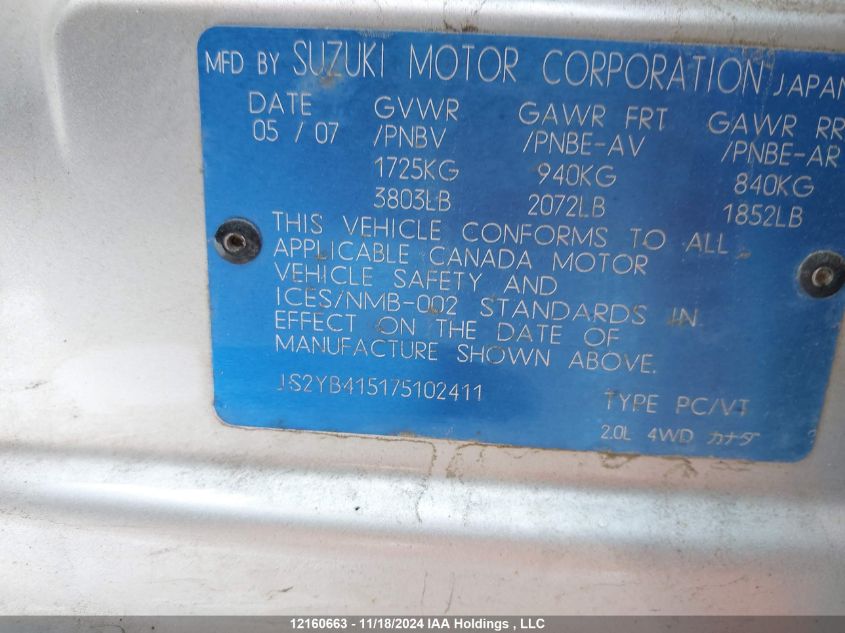 MFD BY SUZUKI MOTOR CORPORATION JAPAN
DATE GVWR GAWR FRT GAWR RR
05 / 07 /PNBV /PNBE-AV /PNBE-AR
1725KG 940KG 840KG
3803LB 2072LB 1852LB
THIS VEHICLE CONFORMS TO ALL
APPLICABLE CANADA MOTOR
VEHICLE SAFETY AND
ICES/NMB-002 STANDARDS IN
EFFECT ON THE DATE OF
MANUFACTURE SHOWN ABOVE.
JS2YB415175102411 TYPE PC/VT
2.0L 4WD カナダ
12160663 - 11/18/2024 IAA Holdings , LLC